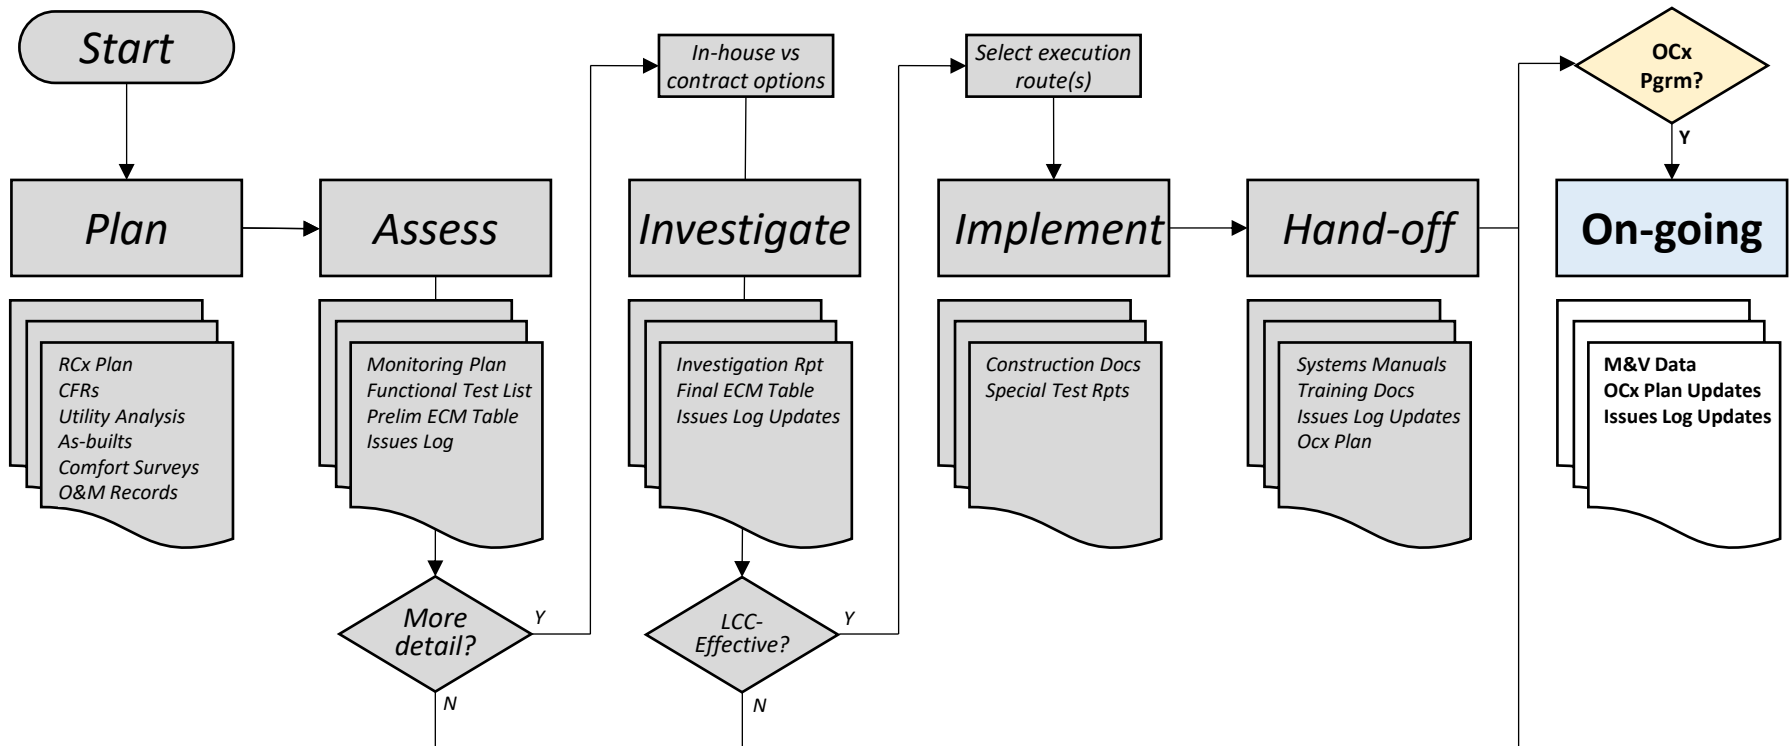 Start
In-house vs
contract options
Select execution
route(s)
OCx
Pgrm?
Y
Plan
Assess
Investigate
Implement
Hand-off
On-going
RCx Plan
CFRs
Utility Analysis
As-builts
Comfort Surveys
O&M Records
Monitoring Plan
Functional Test List
Prelim ECM Table
Issues Log
Investigation Rpt
Final ECM Table
Issues Log Updates
Construction Docs
Special Test Rpts
Systems Manuals
Training Docs
Issues Log Updates
Ocx Plan
M&V Data
OCx Plan Updates
Issues Log Updates
More
detail?
Y
N
LCC-
Effective?
Y
N